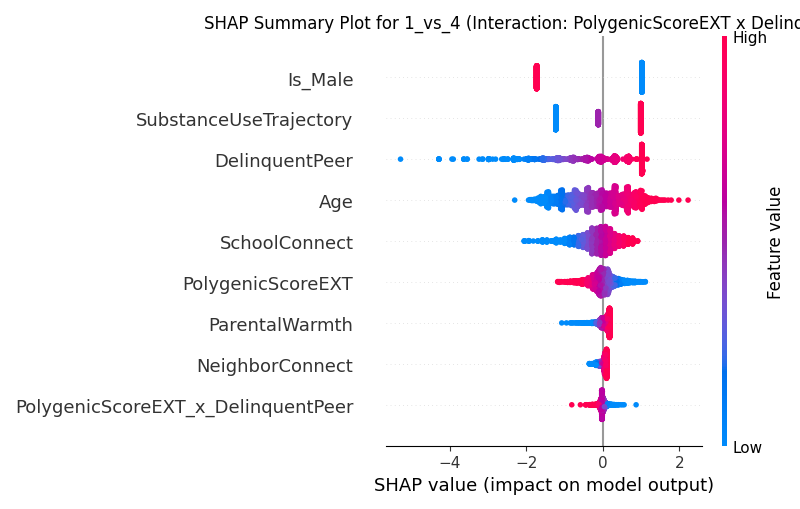 SHAP Summary Plot for 1_vs_4 (Interaction: PolygenicScoreEXT x Delinq
High
Is_Male
SubstanceUseTrajectory
DelinquentPeer
Age
SchoolConnect
PolygenicScoreEXT
ParentalWarmth
NeighborConnect
PolygenicScoreEXT_x_DelinquentPeer
Feature value
Low
−4 −2 0 2
SHAP value (impact on model output)